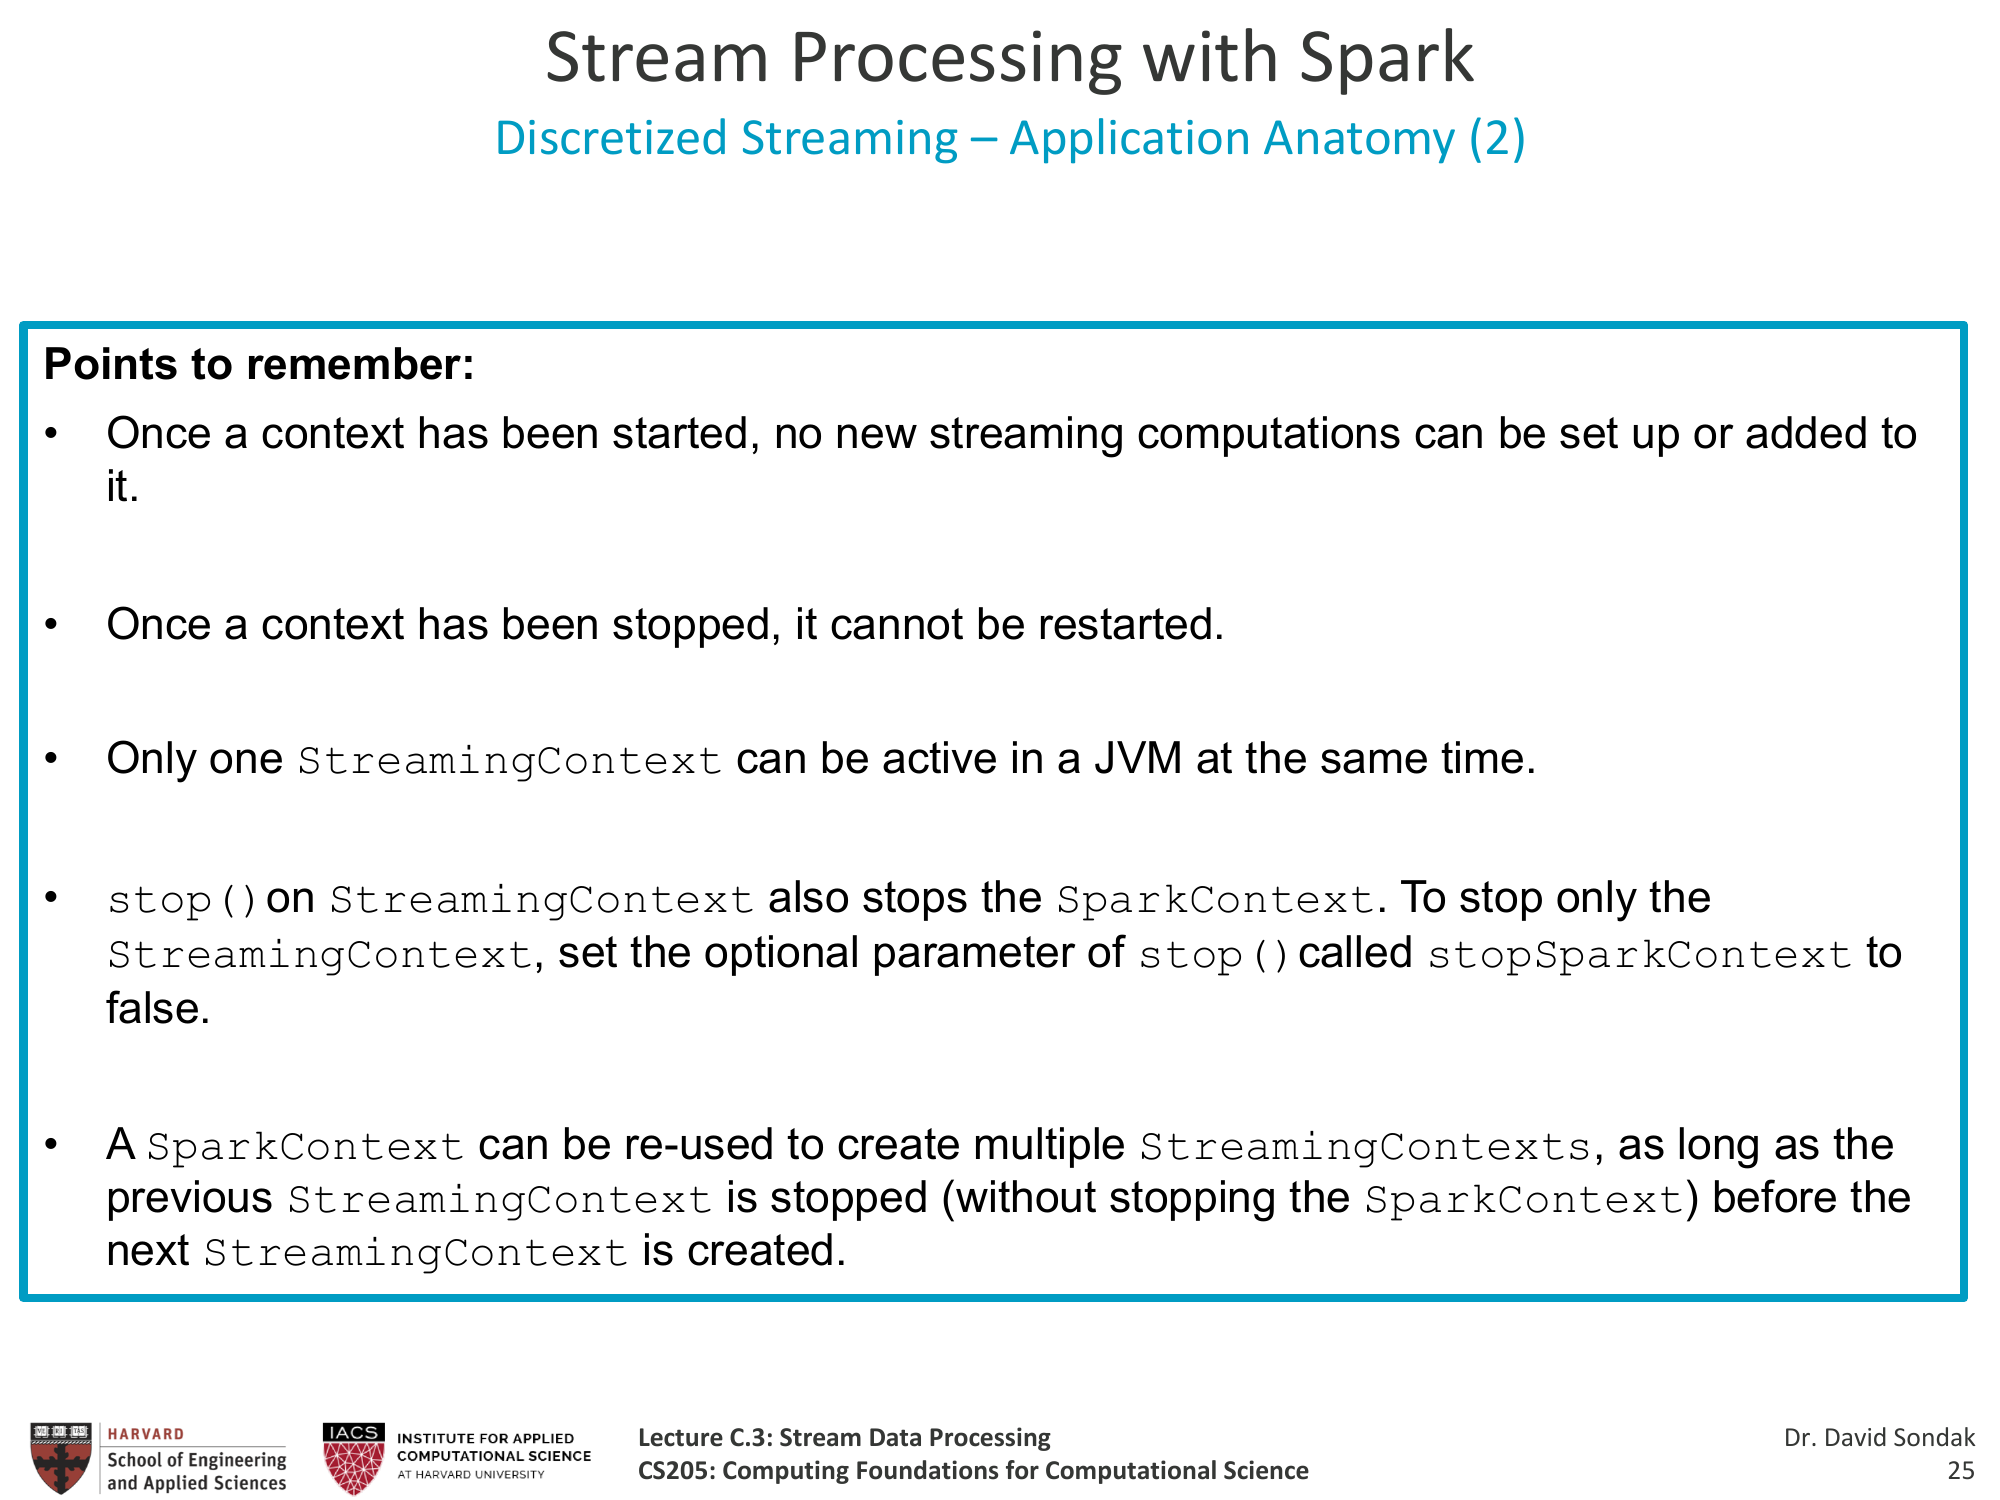 Stream Processing with Spark
Discretized Streaming – Application Anatomy (2)
Points to remember:
• Once a context has been started, no new streaming computations can be set up or added to
it.
• Once a context has been stopped, it cannot be restarted.
• Only one StreamingContext can be active in a JVM at the same time.
• stop() on StreamingContext also stops the SparkContext. To stop only the
StreamingContext, set the optional parameter of stop() called stopSparkContext to
false.
• A SparkContext can be re-used to create multiple StreamingContexts, as long as the
previous StreamingContext is stopped (without stopping the SparkContext) before the
next StreamingContext is created.
HARVARD
School of Engineering
and Applied Sciences
IACS
INSTITUTE FOR APPLIED
COMPUTATIONAL SCIENCE
AT HARVARD UNIVERSITY
Lecture C.3: Stream Data Processing
CS205: Computing Foundations for Computational Science
Dr. David Sondak
25